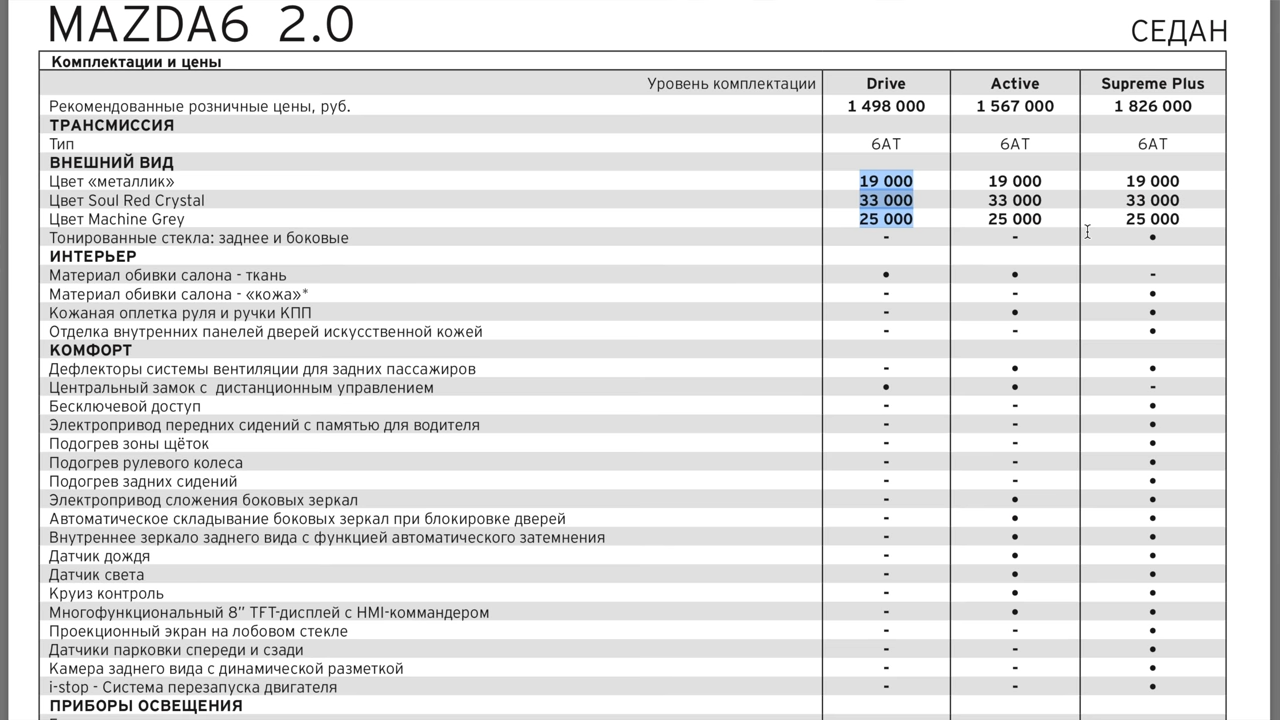 MAZDA6 2.0 СЕДАН
Комплектации и цены
Уровень комплектации Drive Active Supreme Plus
Рекомендованные розничные цены, руб. 1 498 000 1 567 000 1 826 000
ТРАНСМИССИЯ
Тип 6АТ 6АТ 6АТ
ВНЕШНИЙ ВИД
Цвет «металлик» 19 000 19 000 19 000
Цвет Soul Red Crystal 33 000 33 000 33 000
Цвет Machine Grey 25 000 25 000 25 000
Тонированные стекла: заднее и боковые - - •
ИНТЕРЬЕР
Материал обивки салона - ткань • • -
Материал обивки салона - «кожа»* - - •
Кожаная оплетка руля и ручки КПП - • •
Отделка внутренних панелей дверей искусственной кожей - - •
КОМФОРТ
Дефлекторы системы вентиляции для задних пассажиров - • •
Центральный замок с дистанционным управлением • • -
Бесключевой доступ - - •
Электропривод передних сидений с памятью для водителя - - •
Подогрев зоны щёток - - •
Подогрев рулевого колеса - - •
Подогрев задних сидений - - •
Электропривод сложения боковых зеркал - • •
Автоматическое складывание боковых зеркал при блокировке дверей - • •
Внутреннее зеркало заднего вида с функцией автоматического затемнения - • •
Датчик дождя - • •
Датчик света - • •
Круиз контроль - • •
Многофункциональный 8” TFT-дисплей с HMI-коммандером - • •
Проекционный экран на лобовом стекле - - •
Датчики парковки спереди и сзади - - •
Камера заднего вида с динамической разметкой - - •
i-stop - Система перезапуска двигателя - - •
ПРИБОРЫ ОСВЕЩЕНИЯ